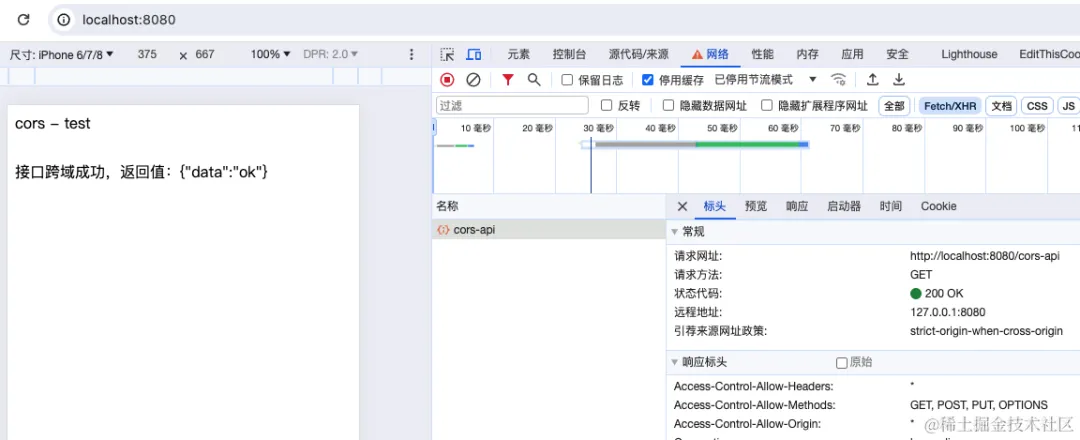 localhost:8080
尺寸: iPhone 6/7/8 ▼ 375 × 667 100% ▼ DPR: 2.0 ▼
元素 控制台 源代码/来源 网络 性能 内存 应用 安全 Lighthouse EditThisCoo
保留日志 停用缓存 已停用节流模式 ▼
过滤 反转 隐藏数据网址 隐藏扩展程序网址 全部 Fetch/XHR 文档 CSS JS
10 毫秒 20 毫秒 30 毫秒 40 毫秒 50 毫秒 60 毫秒 70 毫秒 80 毫秒 90 毫秒 100 毫秒 11
cors – test
接口跨域成功，返回值：{"data":"ok"}
名称
cors-api
标头 预览 响应 启动器 时间 Cookie
▼ 常规
请求网址: http://localhost:8080/cors-api
请求方法: GET
状态代码: 200 OK
远程地址: 127.0.0.1:8080
引荐来源网址政策: strict-origin-when-cross-origin
▼ 响应标头 原始
Access-Control-Allow-Headers: *
Access-Control-Allow-Methods: GET, POST, PUT, OPTIONS
Access-Control-Allow-Origin: *
@稀土掘金技术社区